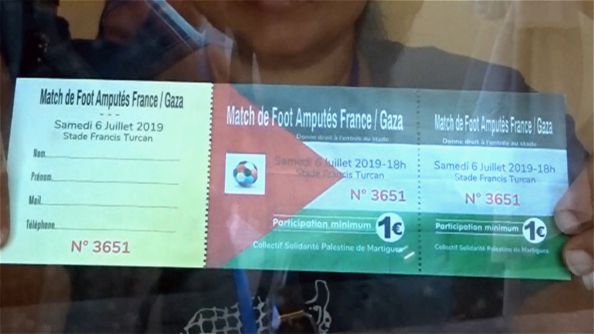 Match de Foot Amputés France / Gaza
Samedi 6 Juillet 2019
Stade Francis Turcan
Nom
Prénom
Mail
Téléphone
N° 3651
Match de Foot Amputés France / Gaza
Donne droit à l'entrée au stade
Samedi 6 Juillet 2019-18h
Stade Francis Turcan
N° 3651
Participation minimum 1€
Collectif Solidarité Palestine de Martigues
Match de Foot Amputés France / Gaza
Donne droit à l'entrée au stade
Samedi 6 Juillet 2019-18h
Stade Francis Turcan
N° 3651
Participation minimum 1€
Collectif Solidarité Palestine de Martigues